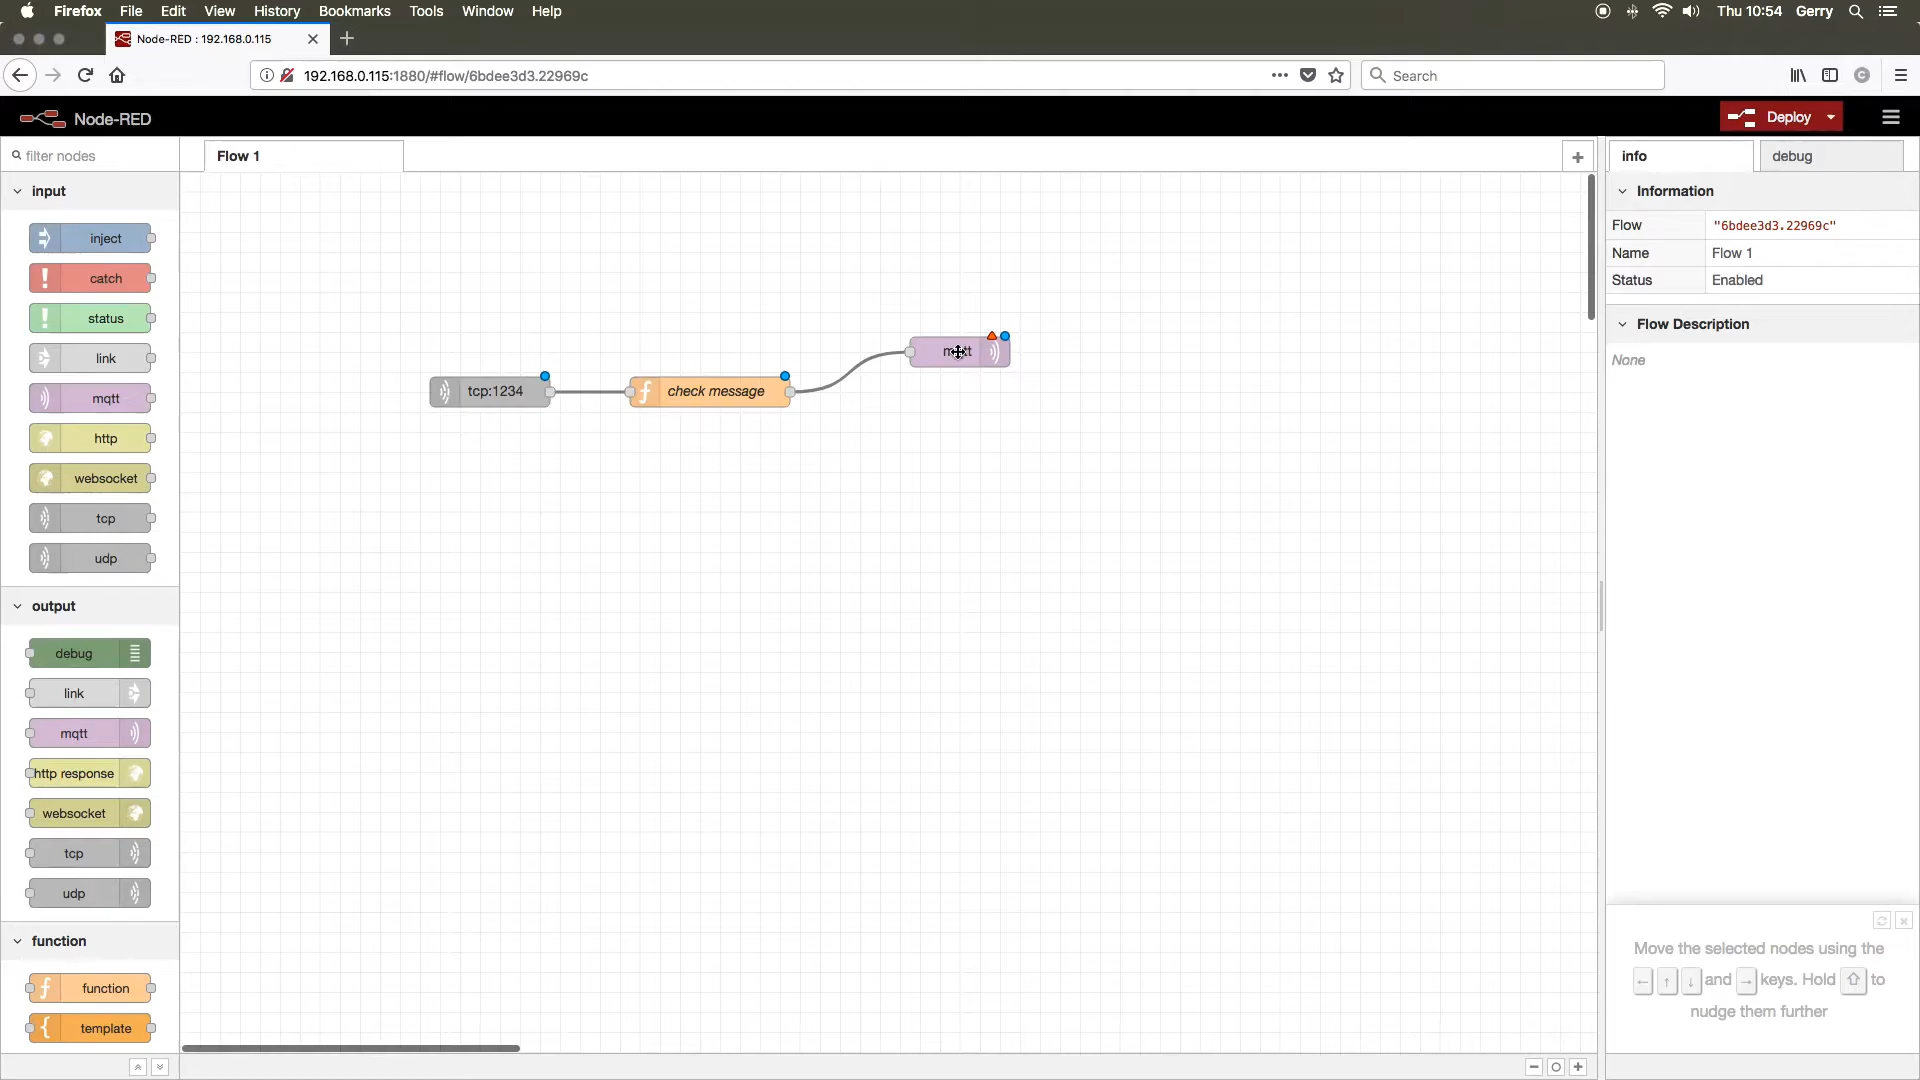 Firefox File Edit View History Bookmarks Tools Window Help Thu 10:54 Gerry
Node-RED : 192.168.0.115
192.168.0.115:1880/#flow/6bdee3d3.22969c Search
Node-RED Deploy
filter nodes Flow 1 info debug
input
inject
catch
status
link
mqtt
http
websocket
tcp
udp
output
debug
link
mqtt
http response
websocket
tcp
udp
function
function
template
tcp:1234
check message
Information
Flow "6bdee3d3.22969c"
Name Flow 1
Status Enabled
Flow Description
None
Move the selected nodes using the
← ↑ ↓ and → keys. Hold ⇧ to
nudge them further